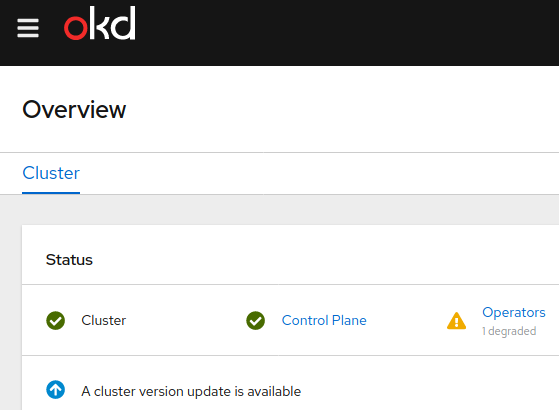 okd
Overview
Cluster
Status
Cluster
Control Plane
Operators
1 degraded
A cluster version update is available